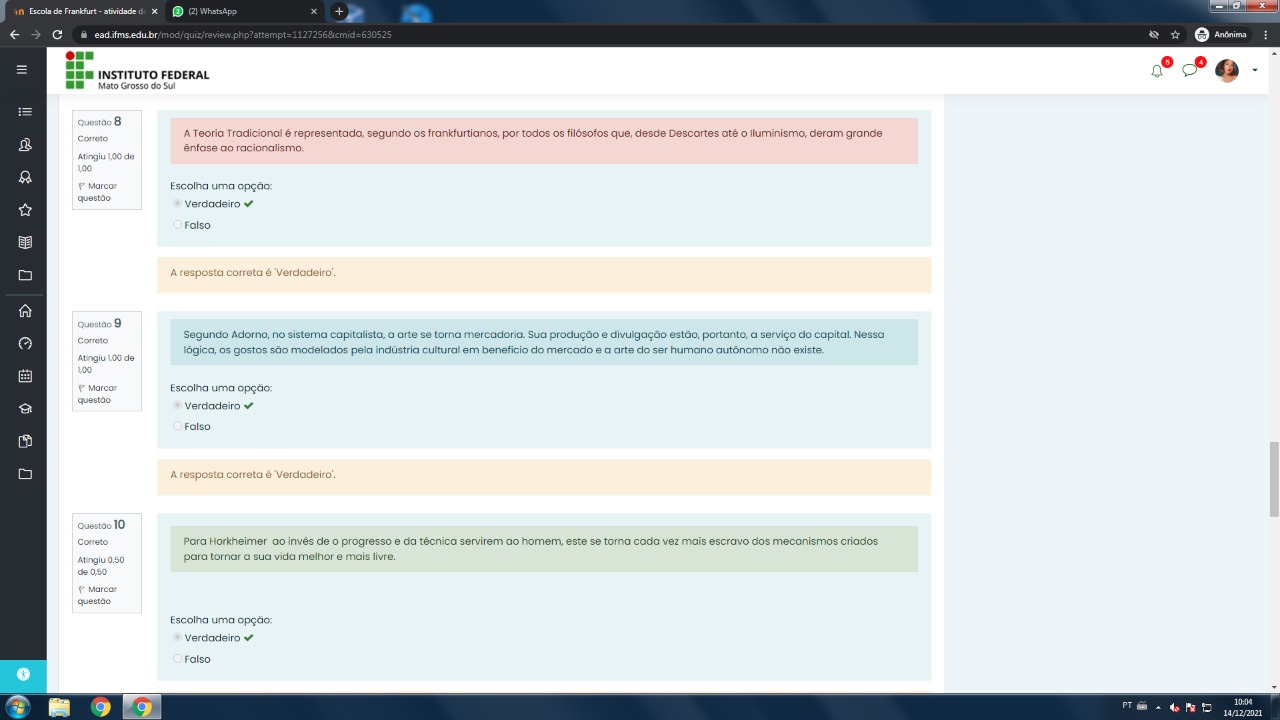 Escola de Frankfurt - atividade de
(2) WhatsApp
ead.ifms.edu.br/mod/quiz/review.php?attempt=1127256&cmid=630525
Anônima
INSTITUTO FEDERAL
Mato Grosso do Sul
6
4
Questão 8
Correto
Atingiu 1,00 de
1,00
Marcar
questão
A Teoria Tradicional é representada, segundo os frankfurtianos, por todos os filósofos que, desde Descartes até o iluminismo, deram grande
ênfase ao racionalismo.
Escolha uma opção:
Verdadeiro
Falso
A resposta correta é 'Verdadeiro'.
Questão 9
Correto
Atingiu 1,00 de
1,00
Marcar
questão
Segundo Adorno, no sistema capitalista, a arte se torna mercadoria. Sua produção e divulgação estão, portanto, a serviço do capital. Nessa
lógica, os gostos são modelados pela indústria cultural em benefício do mercado e a arte do ser humano autônomo não existe.
Escolha uma opção:
Verdadeiro
Falso
A resposta correta é 'Verdadeiro'.
Questão 10
Correto
Atingiu 0,50
de 0,50
Marcar
questão
Para Horkheimer ao invés de o progresso e da técnica servirem ao homem, este se torna cada vez mais escravo dos mecanismos criados
para tornar a sua vida melhor e mais livre.
Escolha uma opção:
Verdadeiro
Falso
PT
10:04
14/12/2021